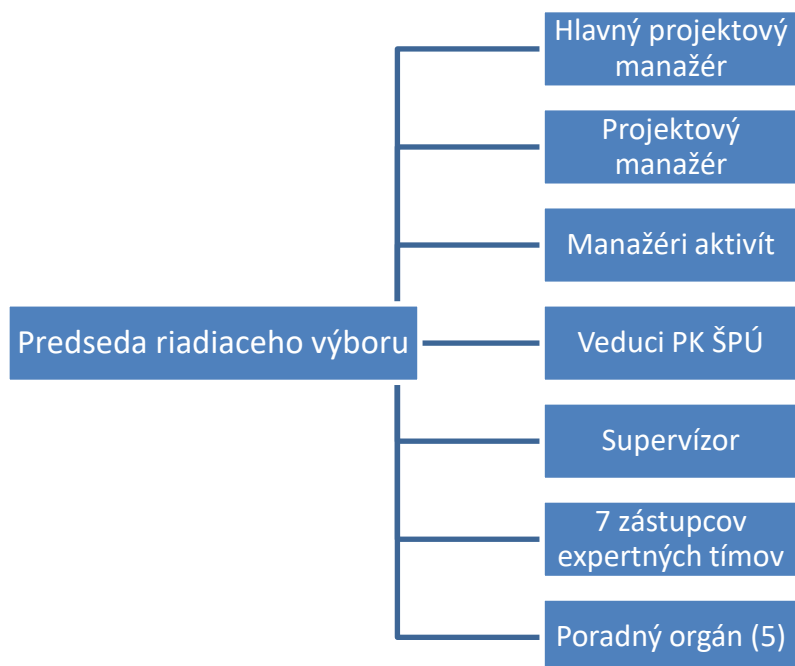 Hlavný projektový
manažér
Projektový
manažér
Manažéri aktivít
Predseda riadiaceho výboru
Veduci PK ŠPÚ
Supervízor
7 zástupcov
expertných tímov
Poradný orgán (5)